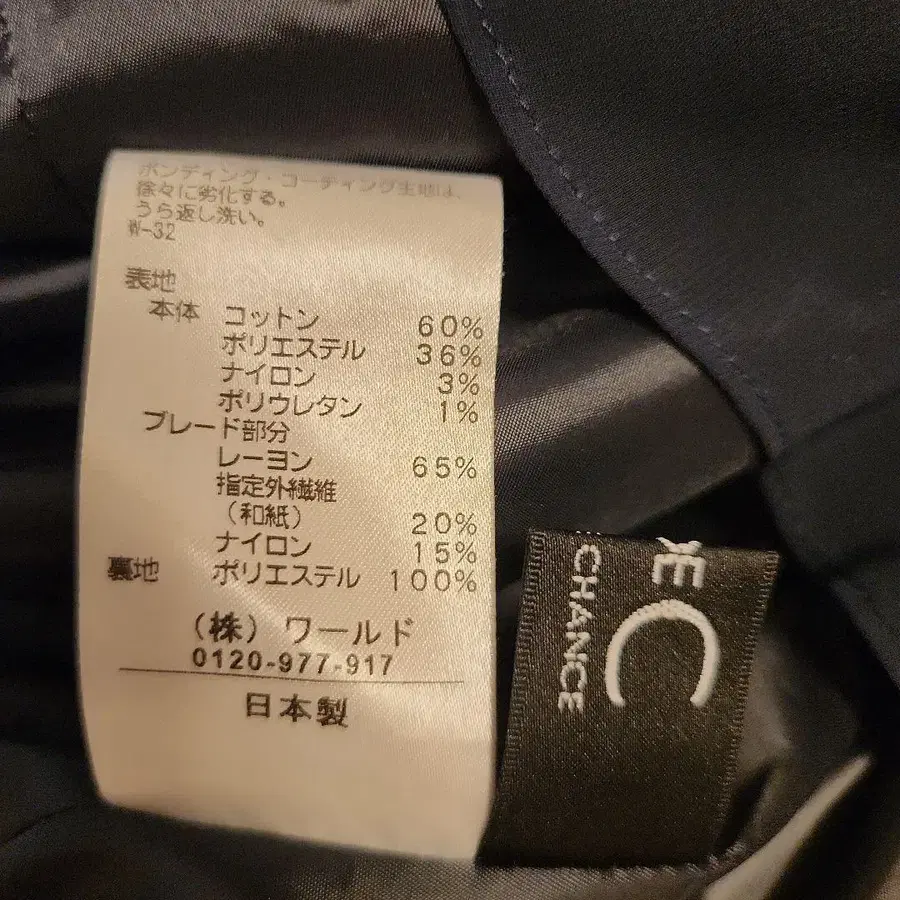 ボンディング・コーティング生地は、
徐々に劣化する。
うら返し洗い。
W-32
表地
本体 コットン 60%
ポリエステル 36%
ナイロン 3%
ポリウレタン 1%
ブレード部分
レーヨン 65%
指定外繊維
（和紙） 20%
ナイロン 15%
裏地 ポリエステル 100%
（株）ワールド
0120-977-917
日本製
C
CHANCE